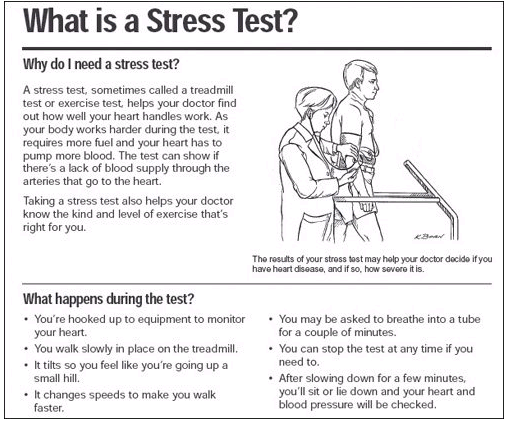 What is a Stress Test?
Why do I need a stress test?
A stress test, sometimes called a treadmill
test or exercise test, helps your doctor find
out how well your heart handles work. As
your body works harder during the test, it
requires more fuel and your heart has to
pump more blood. The test can show if
there's a lack of blood supply through the
arteries that go to the heart.
Taking a stress test also helps your doctor
know the kind and level of exercise that's
right for you.
The results of your stress test may help your doctor decide if you
have heart disease, and if so, how severe it is.
What happens during the test?
• You're hooked up to equipment to monitor
your heart.
• You walk slowly in place on the treadmill.
• It tilts so you feel like you're going up a
small hill.
• It changes speeds to make you walk
faster.
• You may be asked to breathe into a tube
for a couple of minutes.
• You can stop the test at any time if you
need to.
• After slowing down for a few minutes,
you'll sit or lie down and your heart and
blood pressure will be checked.